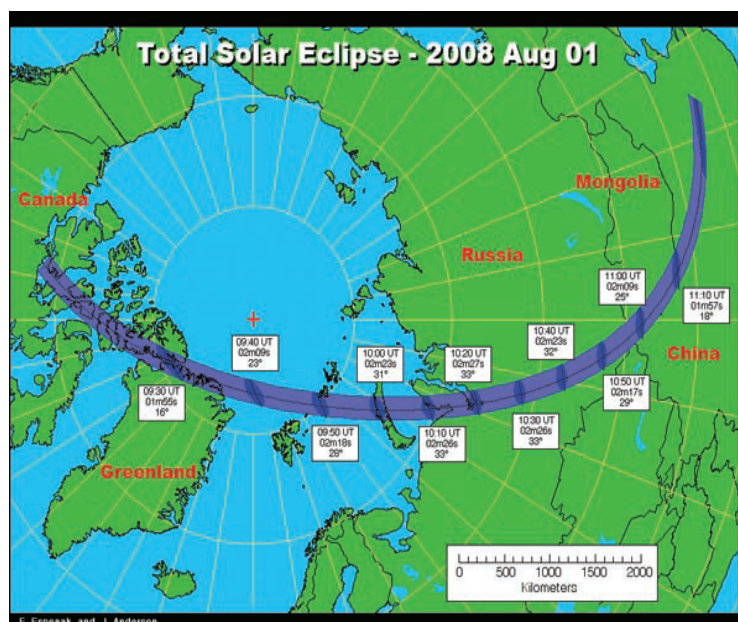 Total Solar Eclipse - 2008 Aug 01
Canada
Mongolia
Russia
11:00 UT
02m09s
25°
11:10 UT
01m57s
18°
10:40 UT
02m23s
32°
09:40 UT
02m09s
23°
10:00 UT
02m23s
31°
10:20 UT
02m27s
33°
China
09:30 UT
01m55s
16°
10:50 UT
02m17s
29°
10:30 UT
02m26s
33°
09:50 UT
02m18s
28°
10:10 UT
02m26s
33°
Greenland
0 500 1000 1500 2000
Kilometers
F. Espenak and J. Anderson